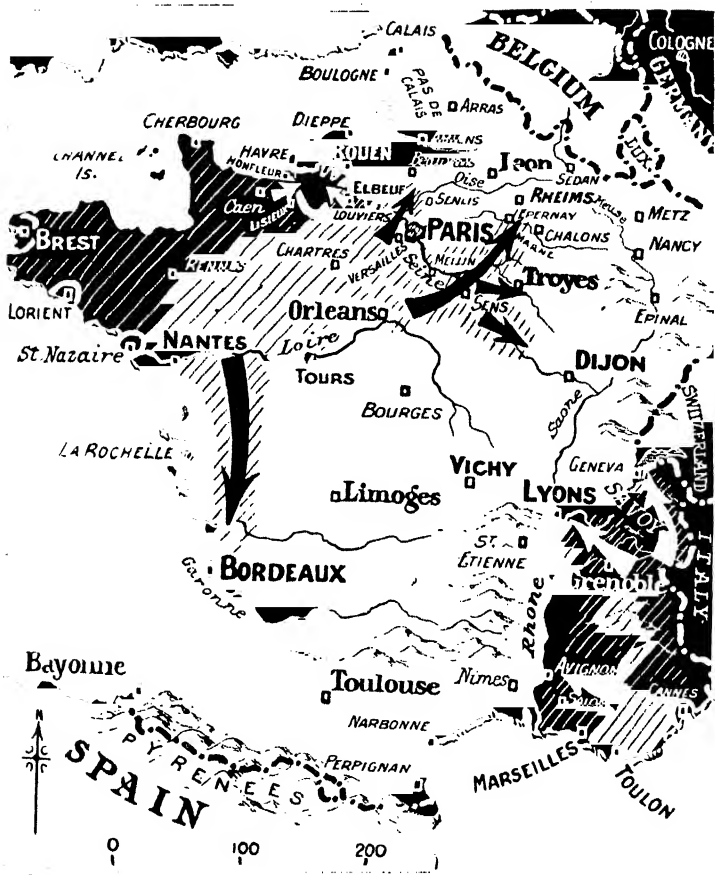 CALAIS
BELGIUM
COLOGNE
GERMANY
BOULOGNE
PAS DE
CALAIS
ARRAS
LUX.
CHERBOURG
DIEPPE
IS.
HAVRE
HONFLEUR
ROUEN
Laon
SEDAN
Oise
ELBEUF
SENLIS
RHEIMS
Meuse
METZ
Caen
LISIEUX
LOUVIERS
PARIS
EPERNAY
CHALONS
MARNE
NANCY
BREST
RENNES
CHARTRES
VERSAILLES
Seine
MELUN
Troyes
SENS
EPINAL
LORIENT
Orleans
St. Nazaire
NANTES
Loire
TOURS
DIJON
BOURGES
Saone
SWITZERLAND
LA ROCHELLE
VICHY
GENEVA
Limoges
LYONS
SAVOY
ITALY
ST.
ETIENNE
Grenoble
BORDEAUX
Garonne
Rhone
Bayonne
Toulouse
Nimes
AVIGNON
CANNES
NARBONNE
N
PYRENEES
SPAIN
PERPIGNAN
MARSEILLES
TOULON
0 100 200